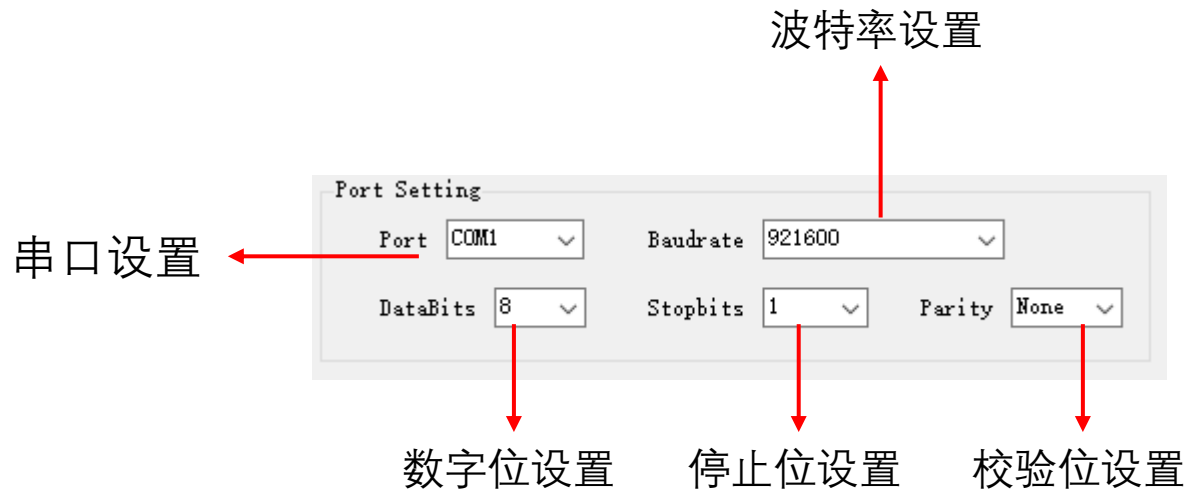 波特率设置
Port Setting
Port COM1 Baudrate 921600
串口设置
DataBits 8 Stopbits 1 Parity None
数字位设置 停止位设置 校验位设置